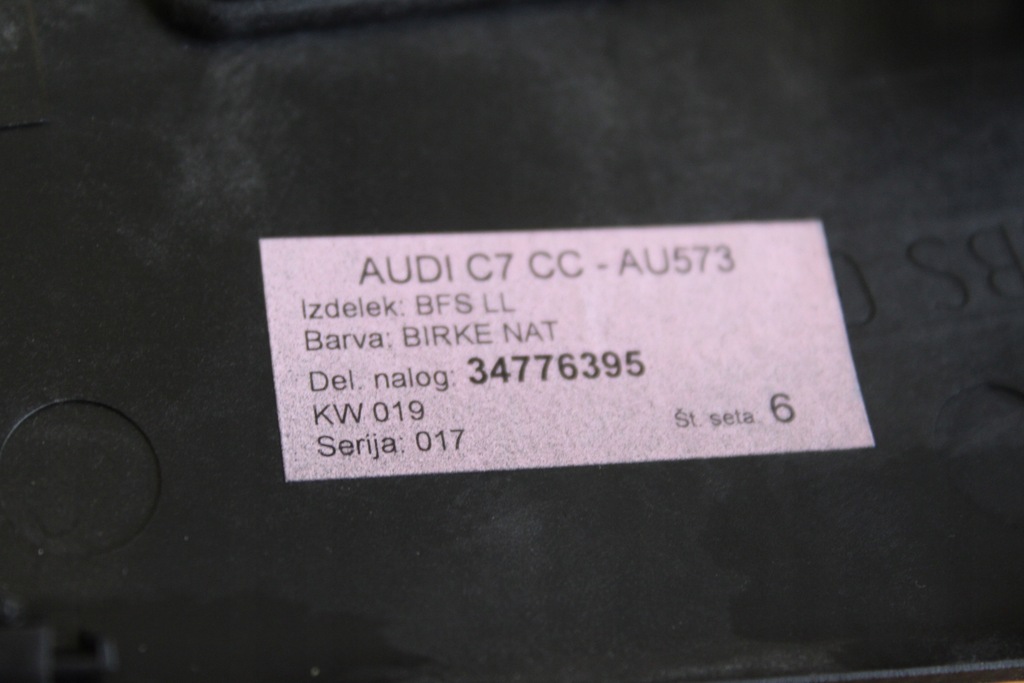 AUDI C7 CC - AU573
Izdelek: BFS LL
Barva: BIRKE NAT
Del. nalog: 34776395
KW 019
Št. seta. 6
Serija: 017